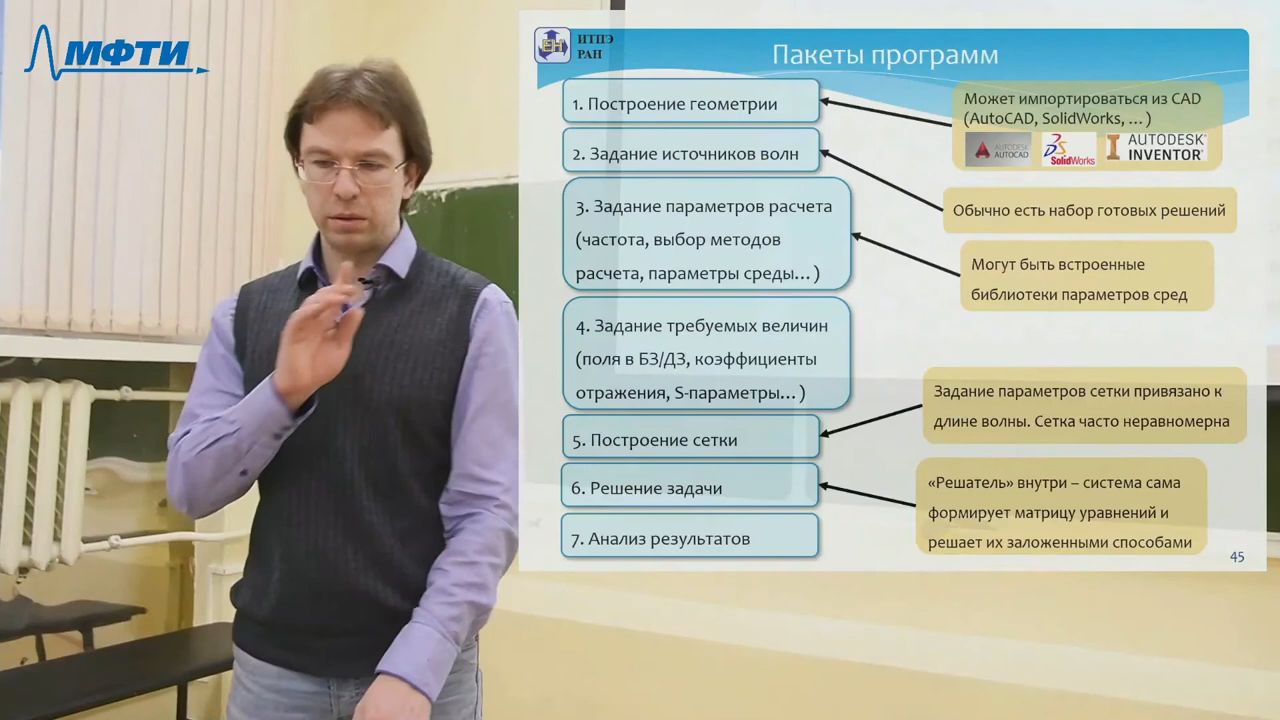 МФТИ
ИТПЭ
РАН
Пакеты программ
1. Построение геометрии
Может импортироваться из CAD
(AutoCAD, SolidWorks, …)
AUTODESK
AUTOCAD
SolidWorks
AUTODESK
INVENTOR
2. Задание источников волн
Обычно есть набор готовых решений
3. Задание параметров расчета
(частота, выбор методов
расчета, параметры среды…)
Могут быть встроенные
библиотеки параметров сред
4. Задание требуемых величин
(поля в БЗ/ДЗ, коэффициенты
отражения, S-параметры…)
5. Построение сетки
Задание параметров сетки привязано к
длине волны. Сетка часто неравномерна
6. Решение задачи
«Решатель» внутри – система сама
формирует матрицу уравнений и
решает их заложенными способами
7. Анализ результатов
45